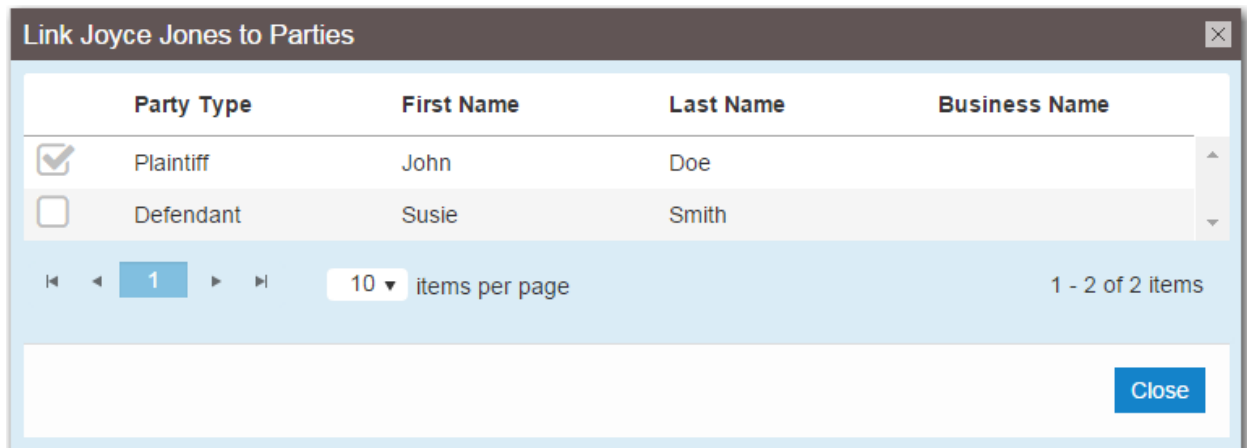 Link Joyce Jones to Parties
Party Type First Name Last Name Business Name
Plaintiff John Doe
Defendant Susie Smith
1 10 items per page 1 - 2 of 2 items
Close